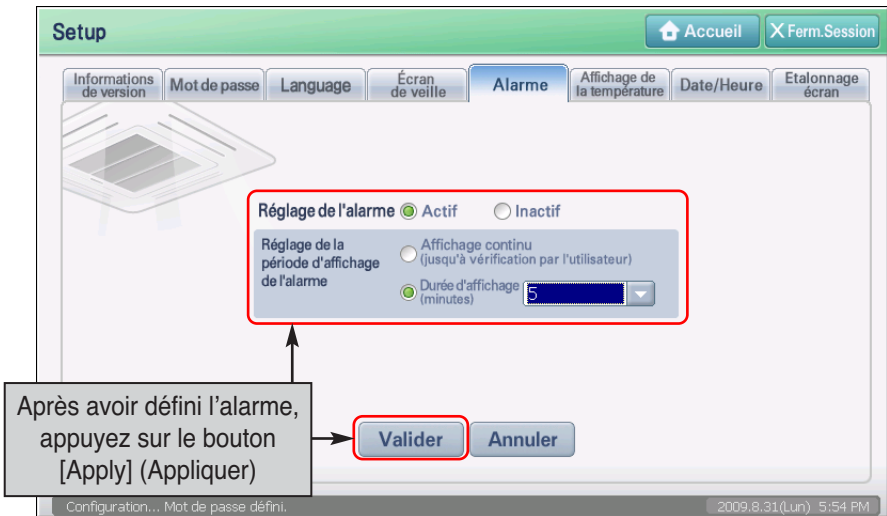 Setup
Accueil
X Ferm.Session
Informations
de version
Mot de passe
Language
Écran
de veille
Alarme
Affichage de
la température
Date/Heure
Etalonnage
écran
Réglage de l'alarme
Actif
Inactif
Réglage de la
période d'affichage
de l'alarme
Affichage continu
(jusqu'à vérification par l'utilisateur)
Durée d'affichage
(minutes)
5
Après avoir défini l’alarme,
appuyez sur le bouton
[Apply] (Appliquer)
Valider
Annuler
Configuration... Mot de passe défini.
2009.8.31(Lun) 5:54 PM